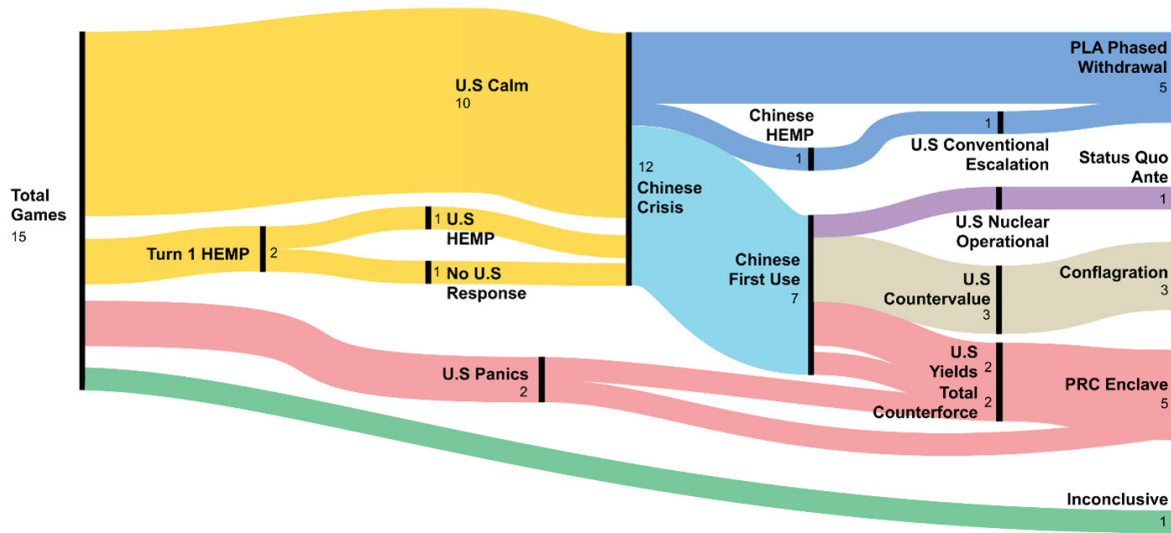 Total
Games
15
U.S Calm
10
Turn 1 HEMP
2
1
U.S
HEMP
1
No U.S
Response
U.S Panics
2
12
Chinese
Crisis
Chinese
HEMP
1
Chinese
First Use
7
1
U.S Conventional
Escalation
U.S Nuclear
Operational
U.S
Countervalue
3
U.S
Yields
2
Total
Counterforce
2
PLA Phased
Withdrawal
5
Status Quo
Ante
1
Conflagration
3
PRC Enclave
5
Inconclusive
1